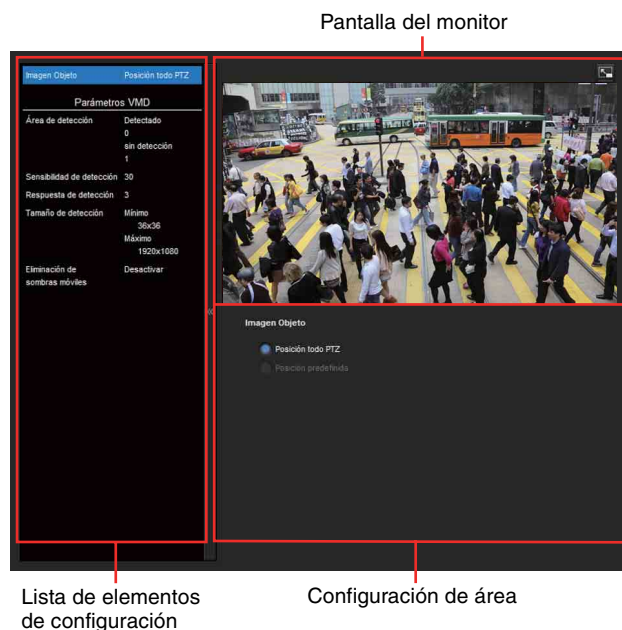 Pantalla del monitor
Imagen Objeto Posición todo PTZ
Parámetros VMD
Área de detección Detectado
0
sin detección
1
Sensibilidad de detección 30
Respuesta de detección 3
Tamaño de detección Mínimo
36x36
Máximo
1920x1080
Eliminación de Desactivar
sombras móviles
«
Imagen Objeto
Posición todo PTZ
Posición predefinida
Lista de elementos
de configuración
Configuración de área